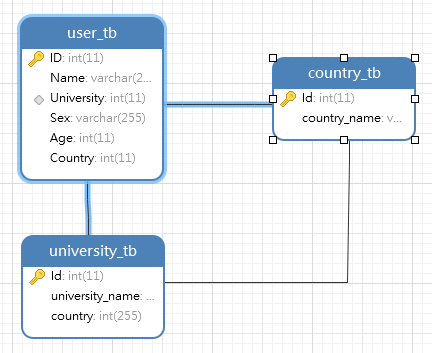 user_tb
ID: int(11)
Name: varchar(2...
University: int(11)
Sex: varchar(255)
Age: int(11)
Country: int(11)
country_tb
Id: int(11)
country_name: v...
university_tb
Id: int(11)
university_name: ...
country: int(255)